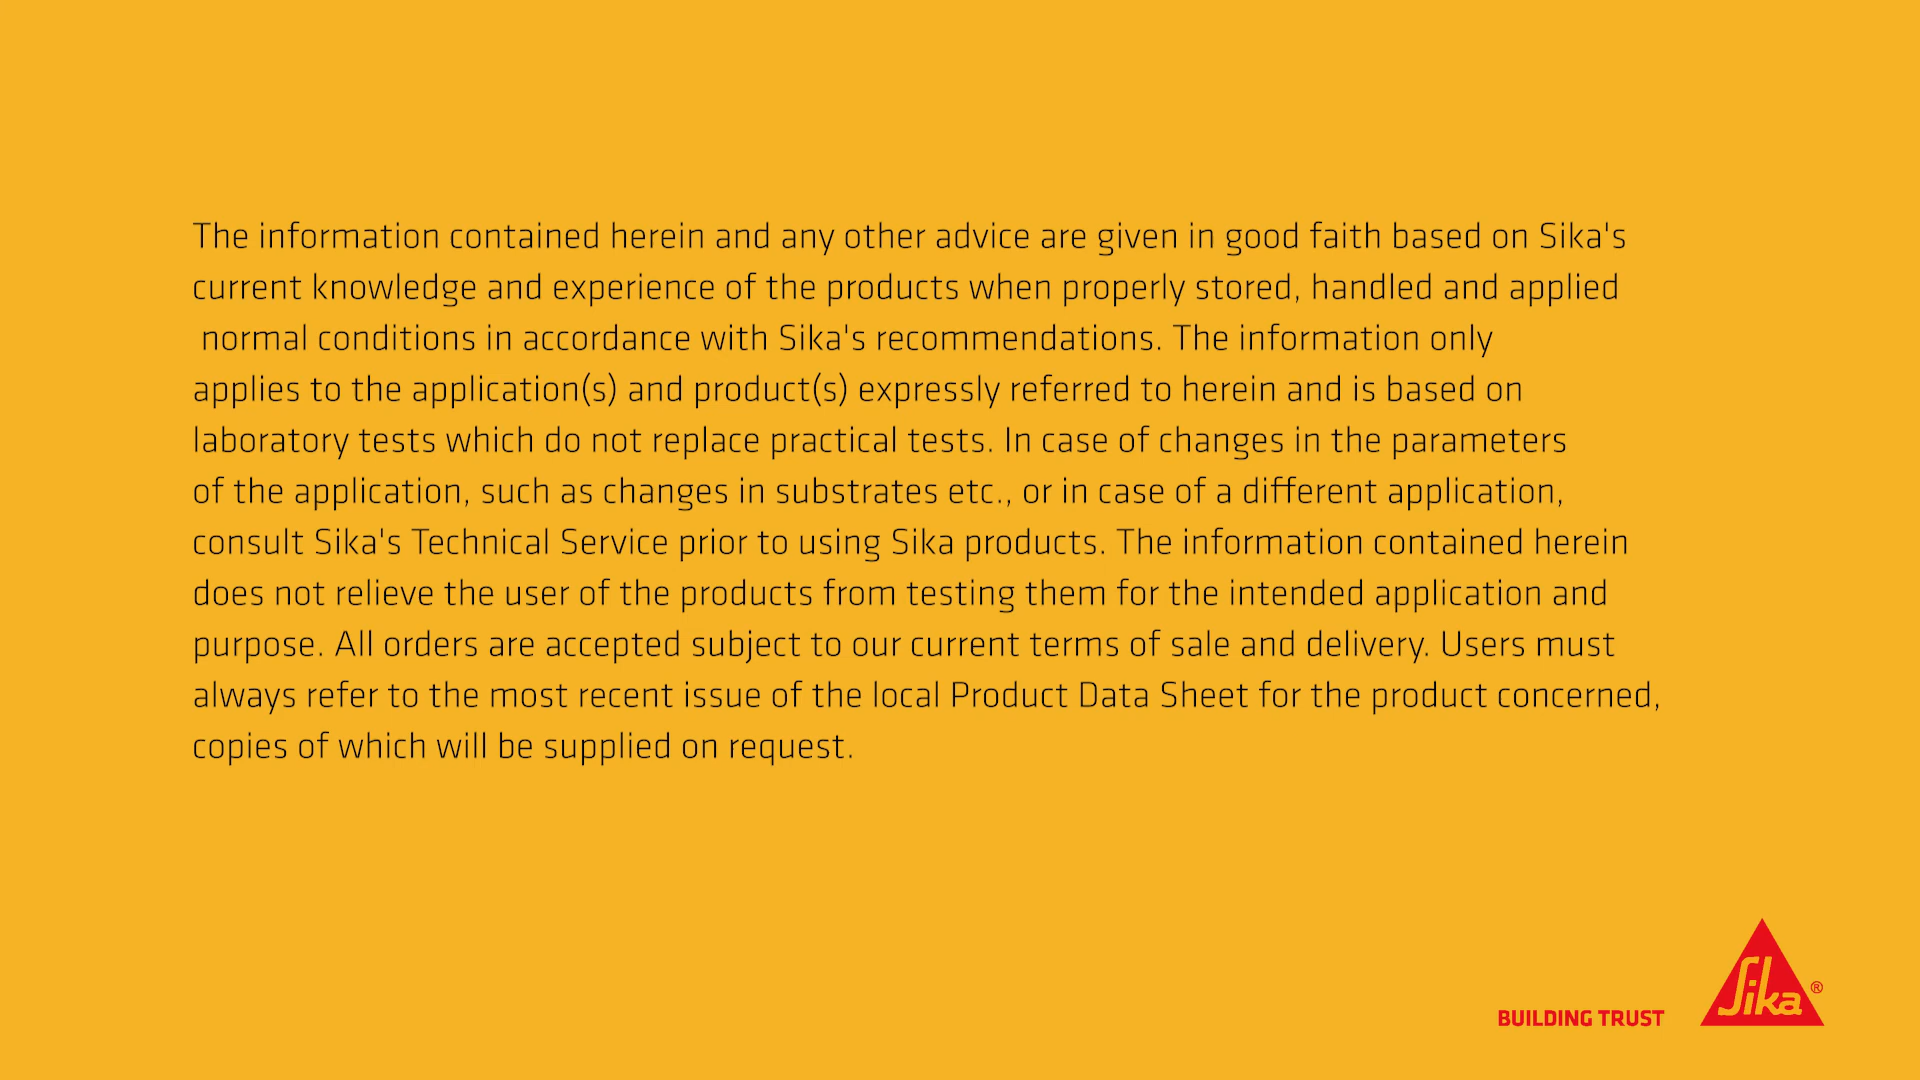 The information contained herein and any other advice are given in good faith based on Sika's
current knowledge and experience of the products when properly stored, handled and applied
normal conditions in accordance with Sika's recommendations. The information only
applies to the application(s) and product(s) expressly referred to herein and is based on
laboratory tests which do not replace practical tests. In case of changes in the parameters
of the application, such as changes in substrates etc., or in case of a different application,
consult Sika's Technical Service prior to using Sika products. The information contained herein
does not relieve the user of the products from testing them for the intended application and
purpose. All orders are accepted subject to our current terms of sale and delivery. Users must
always refer to the most recent issue of the local Product Data Sheet for the product concerned,
copies of which will be supplied on request.
BUILDING TRUST
Sika®